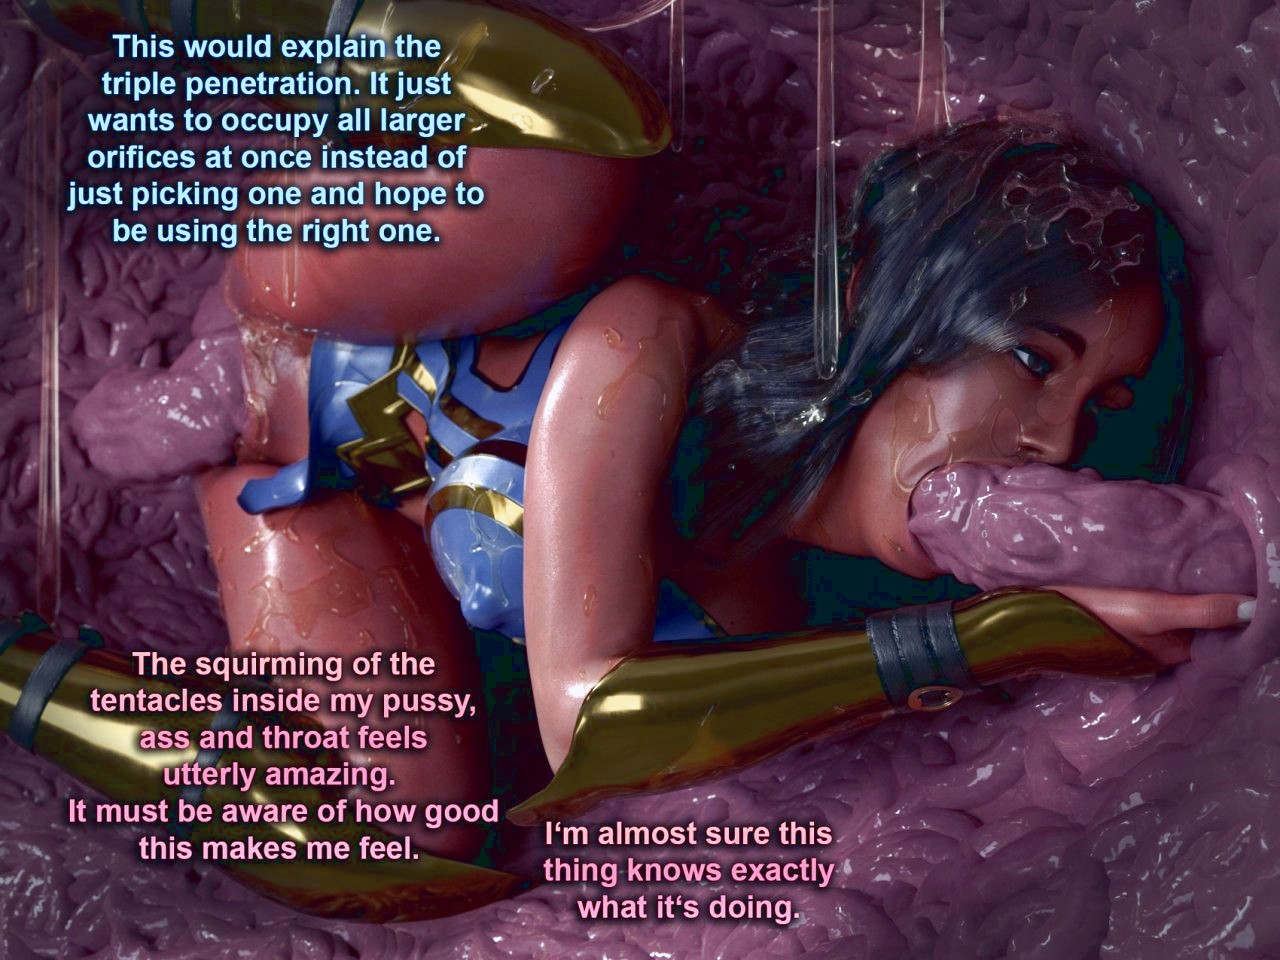 This would explain the
triple penetration. It just
wants to occupy all larger
orifices at once instead of
just picking one and hope to
be using the right one.
The squirming of the
tentacles inside my pussy,
ass and throat feels
utterly amazing.
It must be aware of how good
this makes me feel.
I‘m almost sure this
thing knows exactly
what it‘s doing.